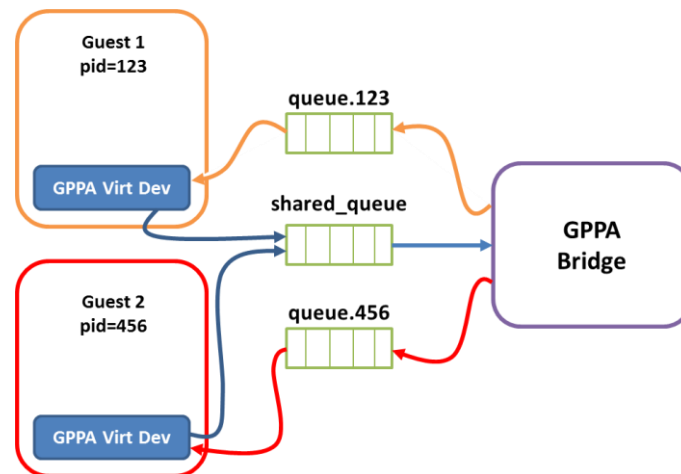 Guest 1
pid=123
GPPA Virt Dev
queue.123
shared_queue
GPPA
Bridge
Guest 2
pid=456
GPPA Virt Dev
queue.456